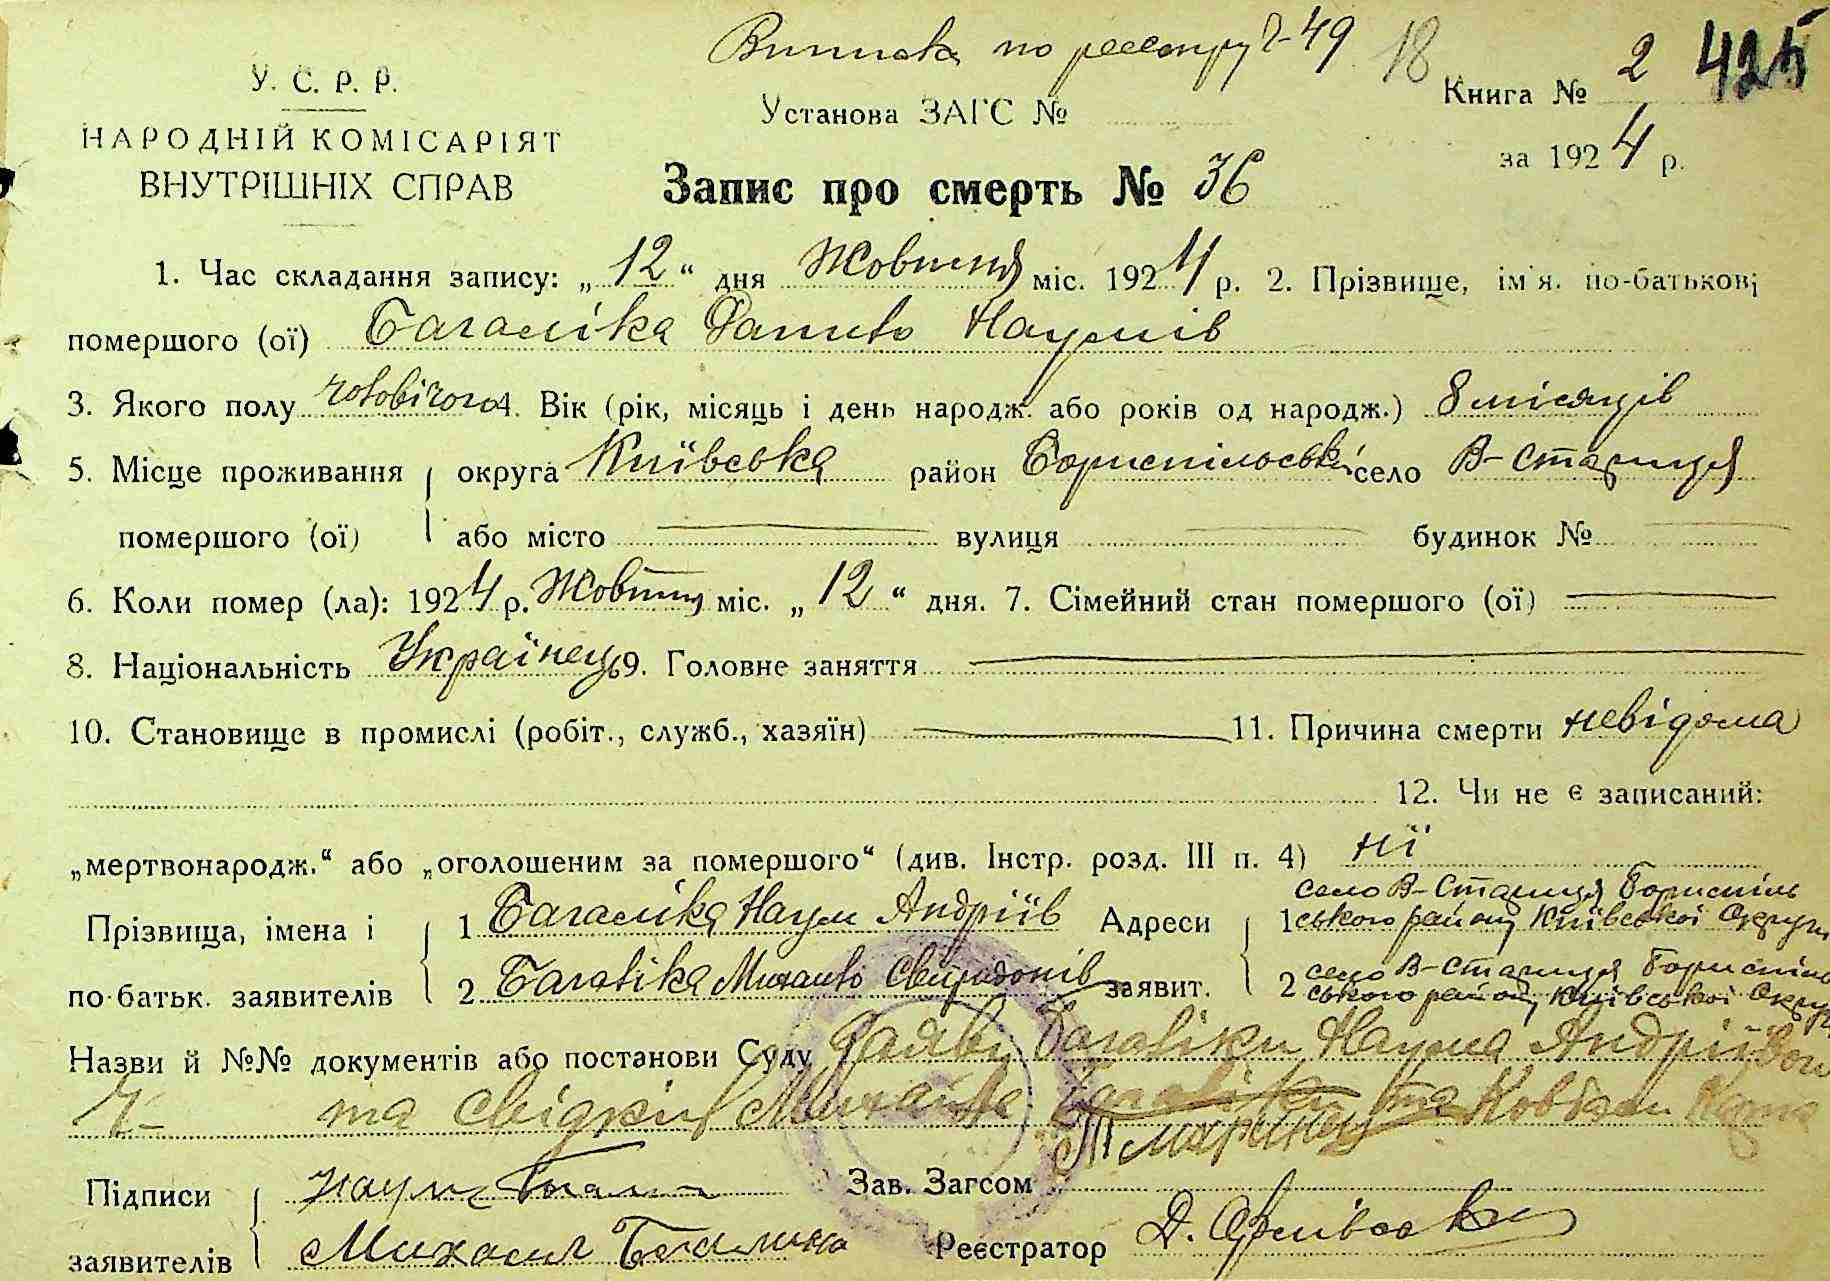 Виписка по реєстру Ч-49 18
У. С. Р. Р.
НАРОДНІЙ КОМІСАРІЯТ
ВНУТРІШНІХ СПРАВ
Установа ЗАГС №
Книга № 2 425
за 1924 р.
Запис про смерть № 36
1. Час складання запису: „12“ дня Жовтня міс. 1924 р. 2. Прізвище, ім'я, по-батькові
помершого (ої) Багаліка Данило Наумів
3. Якого полу чоловічого 4. Вік (рік, місяць і день народж. або років од народж.) 8 місяців
5. Місце проживання округа Київська район Бориспільськ. село В-Стариця
помершого (ої) або місто вулиця будинок №
6. Коли помер (ла): 1924 р. Жовтня міс. „12“ дня. 7. Сімейний стан помершого (ої)
8. Національність Українець 9. Головне заняття
10. Становище в промислі (робіт., служб., хазяїн) 11. Причина смерти невідома
12. Чи не є записаний:
„мертвонародж.“ або „оголошеним за помершого“ (див. Інстр. розд. III п. 4) ні
Прізвища, імена і 1 Багаліка Наум Андріїв Адреси 1 село В-Стариця Бориспільського району Київської Округи
по-батьк. заявителів 2 Багаліка Михайло Свиридонів заявит. 2 село В-Стариця Бориспільського району Київської Округи
Назви й №№ документів або постанови Суду Заяву Багаліки Наума Андрійов
та свідків Михайла Багаліки та Ковбаси
Підписи Наум
Зав. Загсом
заявителів Михаил Багалика Реєстратор Д.